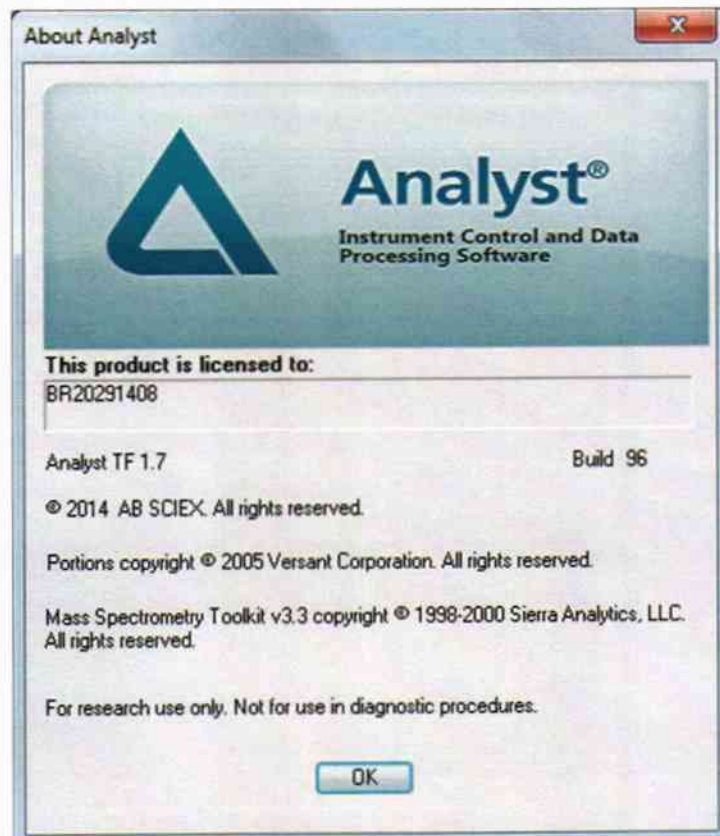 About Analyst
Analyst®
Instrument Control and Data
Processing Software
This product is licensed to:
BR20291408
Analyst TF 1.7 Build 96
© 2014 AB SCIEX. All rights reserved.
Portions copyright © 2005 Versant Corporation. All rights reserved.
Mass Spectrometry Toolkit v3.3 copyright © 1998-2000 Sierra Analytics, LLC.
All rights reserved.
For research use only. Not for use in diagnostic procedures.
OK